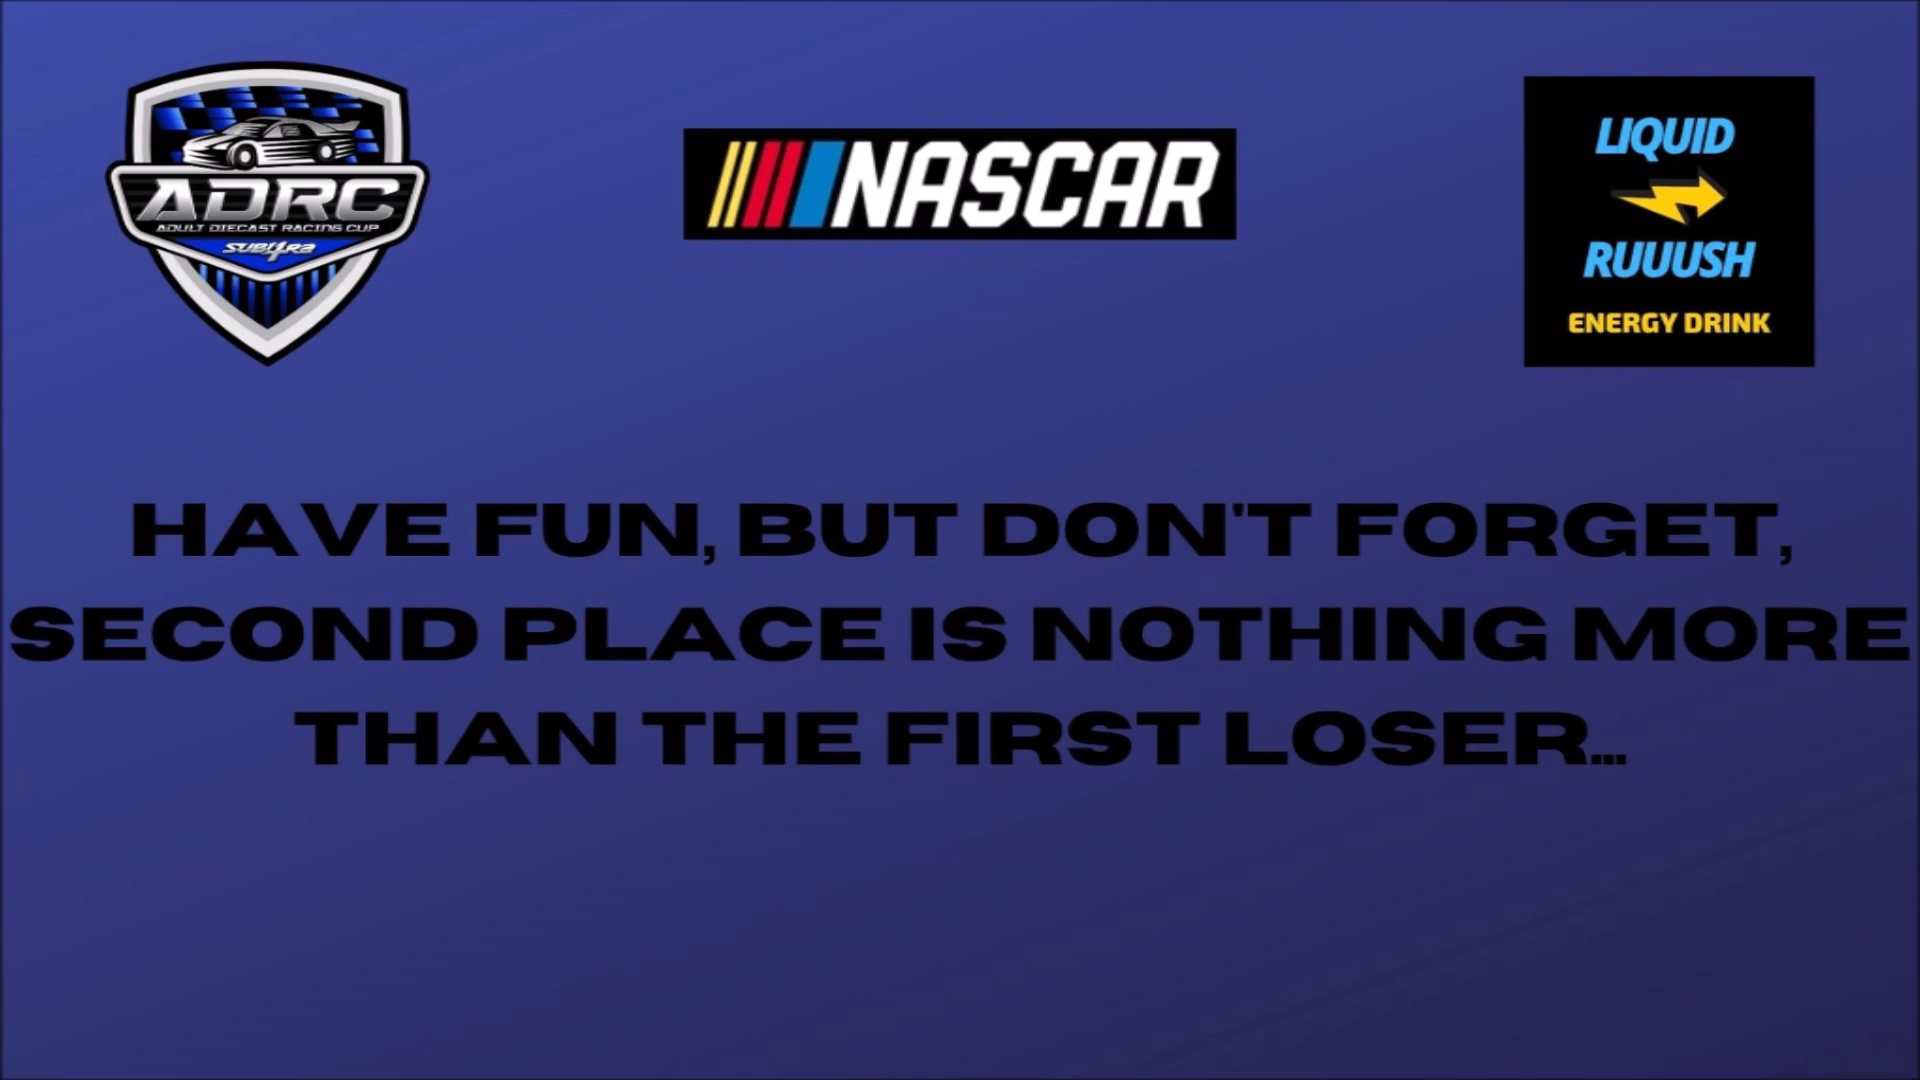 ADRC
ADULT DIECAST RACING CUP
NASCAR
LIQUID
RUUUSH
ENERGY DRINK
HAVE FUN, BUT DON'T FORGET,
SECOND PLACE IS NOTHING MORE
THAN THE FIRST LOSER...